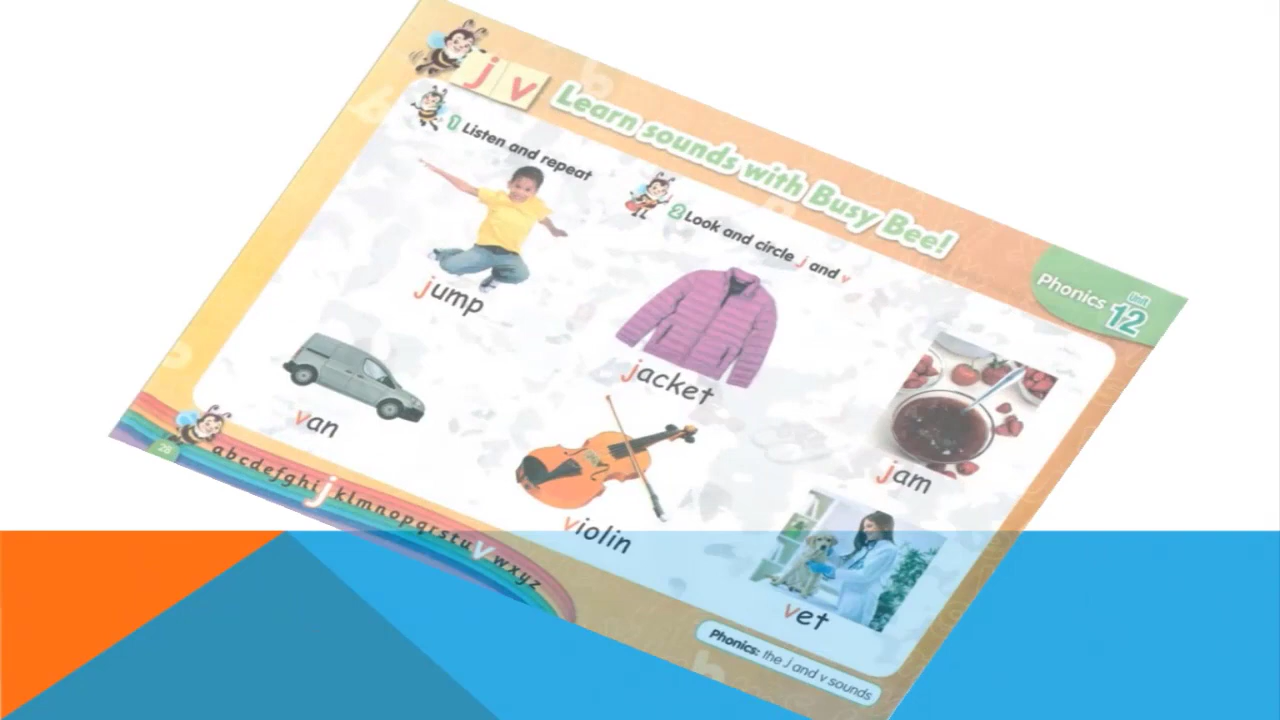 j v
Learn sounds with Busy Bee!
1 Listen and repeat
2 Look and circle j and v
Phonics Unit 12
jump
jacket
jam
van
violin
vet
26
abcdefghijklmnopqrstuvwxyz
Phonics: the j and v sounds